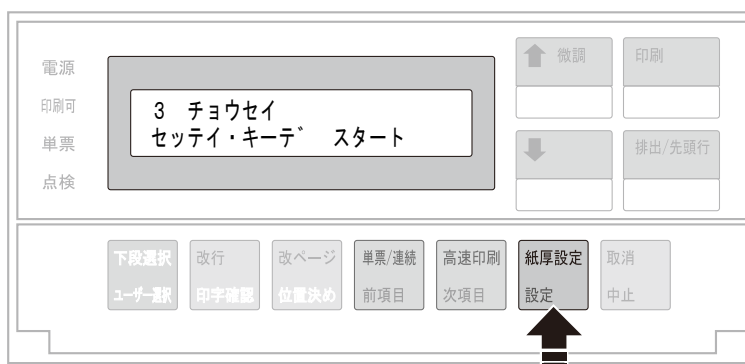 電源
印刷可
単票
点検
3 チョウセイ
セッテイ・キーデ゛ スタート
微調
印刷
排出/先頭行
下段選択
ユーザー選択
改行
印字確認
改ページ
位置決め
単票/連続
前項目
高速印刷
次項目
紙厚設定
設定
取消
中止